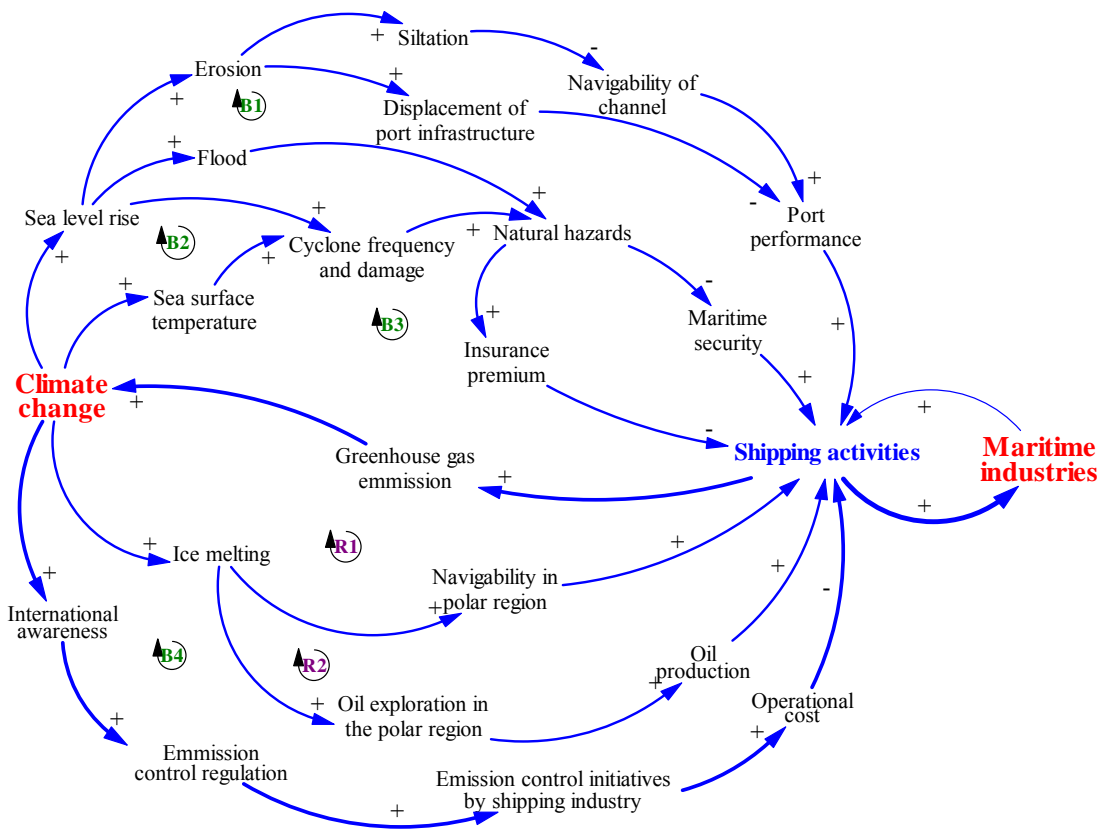 Siltation
+
-
Erosion
+
+
Navigability of
channel
B1
Displacement of
port infrastructure
+
Flood
+
+
-
Sea level rise
+
Port
performance
B2
Cyclone frequency
and damage
+
Natural hazards
+
+
+
Sea surface
temperature
-
+
B3
Maritime
security
+
Insurance
premium
+
Climate
change
+
+
-
Shipping activities
Maritime
industries
Greenhouse gas
emmission
+
+
R1
+
Ice melting
+
+
International
awareness
Navigability in
polar region
+
+
-
B4
R2
Oil
production
+
Oil exploration in
the polar region
+
Operational
cost
+
+
Emmission
control regulation
Emission control initiatives
by shipping industry
+